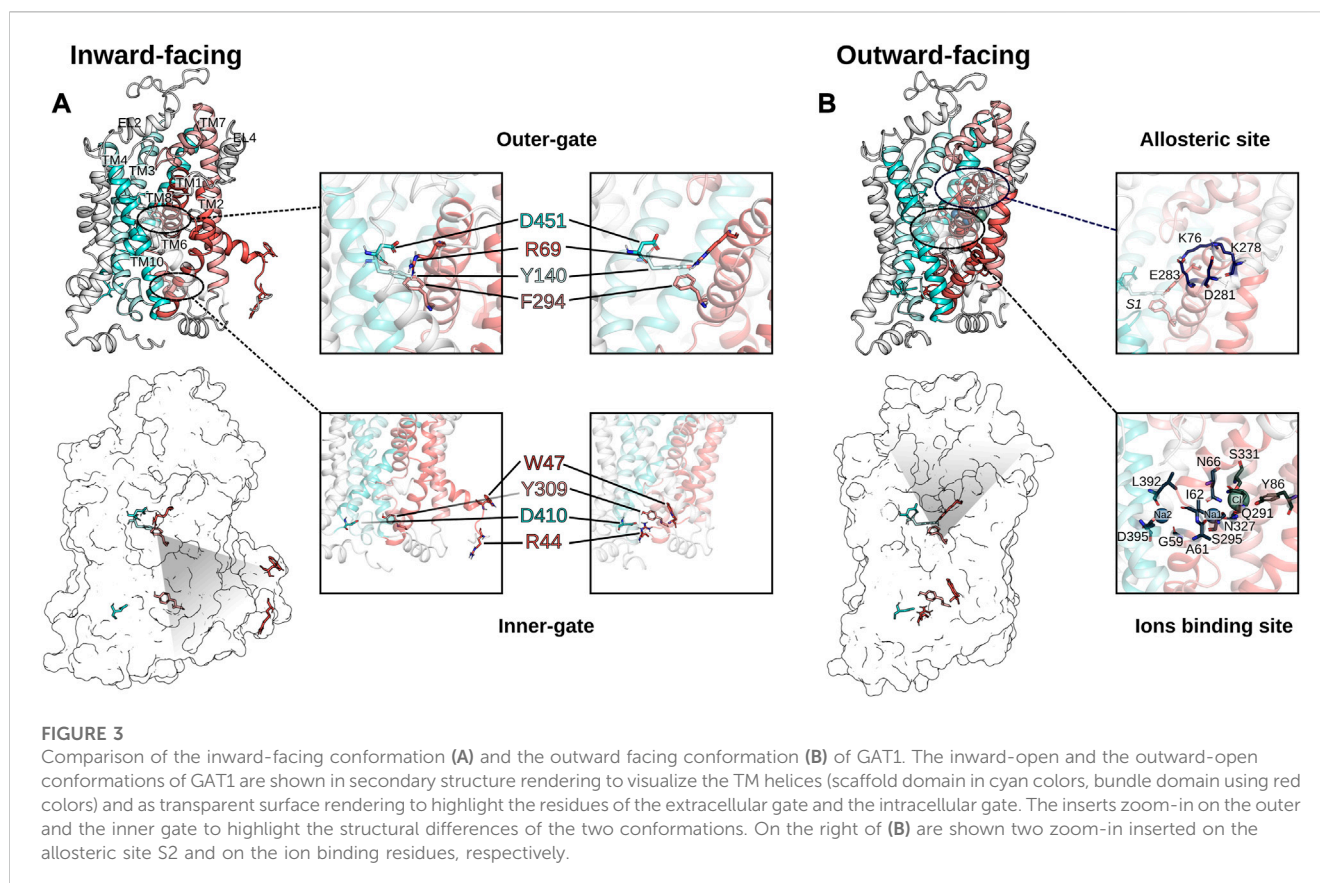 Inward-facing
Outward-facing
A
B
EL2
TM7
EL4
TM4
TM3
TM1
TM8
TM2
TM6
TM10
Outer-gate
D451
R69
Y140
F294
W47
Y309
D410
R44
Inner-gate
Allosteric site
K76
K278
E283
D281
S1
S331
N66
L392
Y86
I62
Cl
Na2
Na1
Q291
N327
D395
G59
S295
A61
Ions binding site
FIGURE 3
Comparison of the inward-facing conformation (A) and the outward facing conformation (B) of GAT1. The inward-open and the outward-open
conformations of GAT1 are shown in secondary structure rendering to visualize the TM helices (scaffold domain in cyan colors, bundle domain using red
colors) and as transparent surface rendering to highlight the residues of the extracellular gate and the intracellular gate. The inserts zoom-in on the outer
and the inner gate to highlight the structural differences of the two conformations. On the right of (B) are shown two zoom-in inserted on the
allosteric site S2 and on the ion binding residues, respectively.